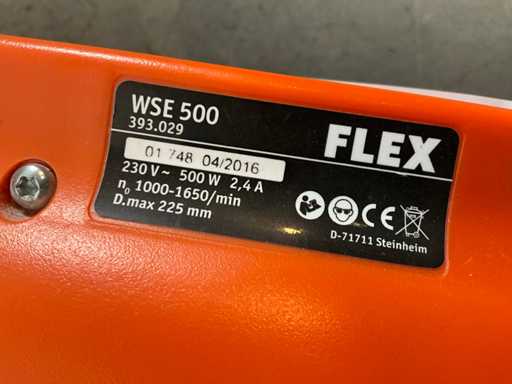 WSE 500
393.029
FLEX
01 748 04/2016
230 V~ 500 W 2,4 A
n₀ 1000-1650/min
D.max 225 mm
CE
D-71711 Steinheim